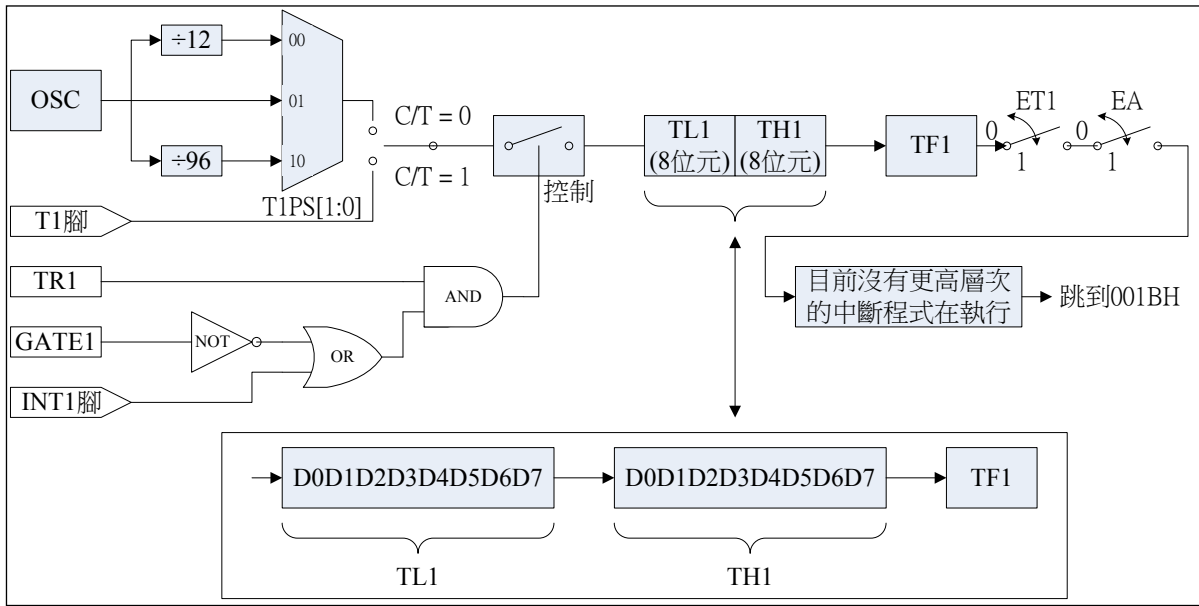 ÷12
00
OSC
01
÷96
10
T1PS[1:0]
T1腳
C/T = 0
C/T = 1
控制
TL1
(8位元)
TH1
(8位元)
TF1
ET1
0
1
EA
0
1
TR1
AND
GATE1
NOT
OR
INT1腳
目前沒有更高層次
的中斷程式在執行
跳到001BH
D0D1D2D3D4D5D6D7
D0D1D2D3D4D5D6D7
TF1
TL1
TH1